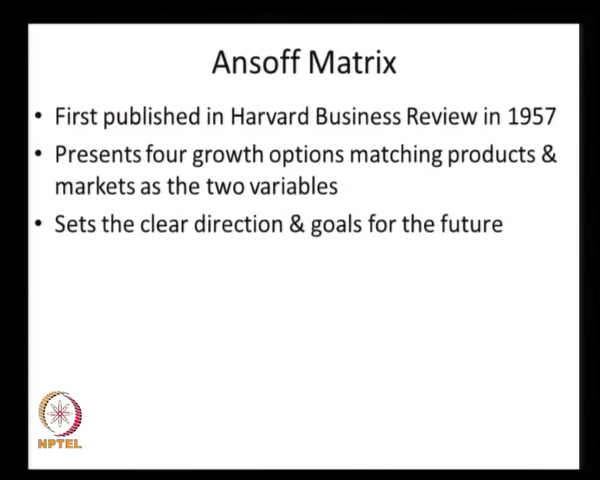 Ansoff Matrix
• First published in Harvard Business Review in 1957
• Presents four growth options matching products &
markets as the two variables
• Sets the clear direction & goals for the future
NPTEL